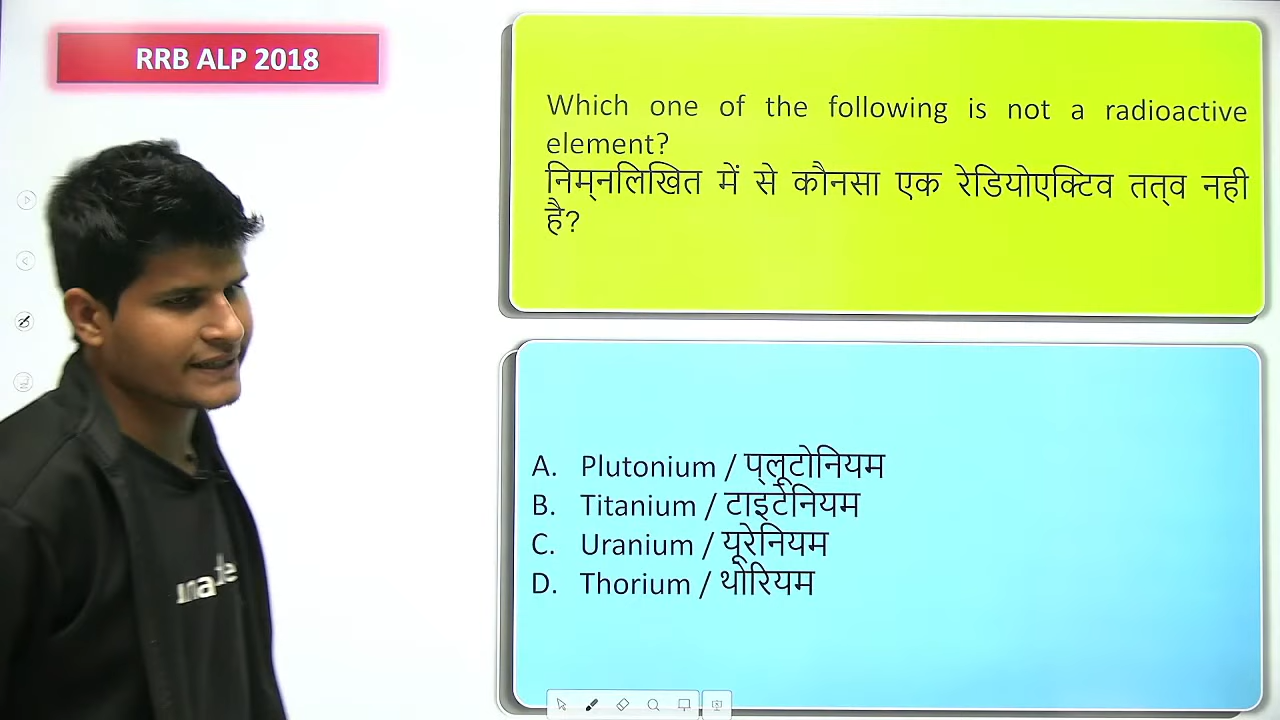 RRB ALP 2018
Which one of the following is not a radioactive
element?
निम्नलिखित में से कौनसा एक रेडियोएक्टिव तत्व नही
है?
A. Plutonium / प्लूटोनियम
B. Titanium / टाइटेनियम
C. Uranium / यूरेनियम
D. Thorium / थोरियम